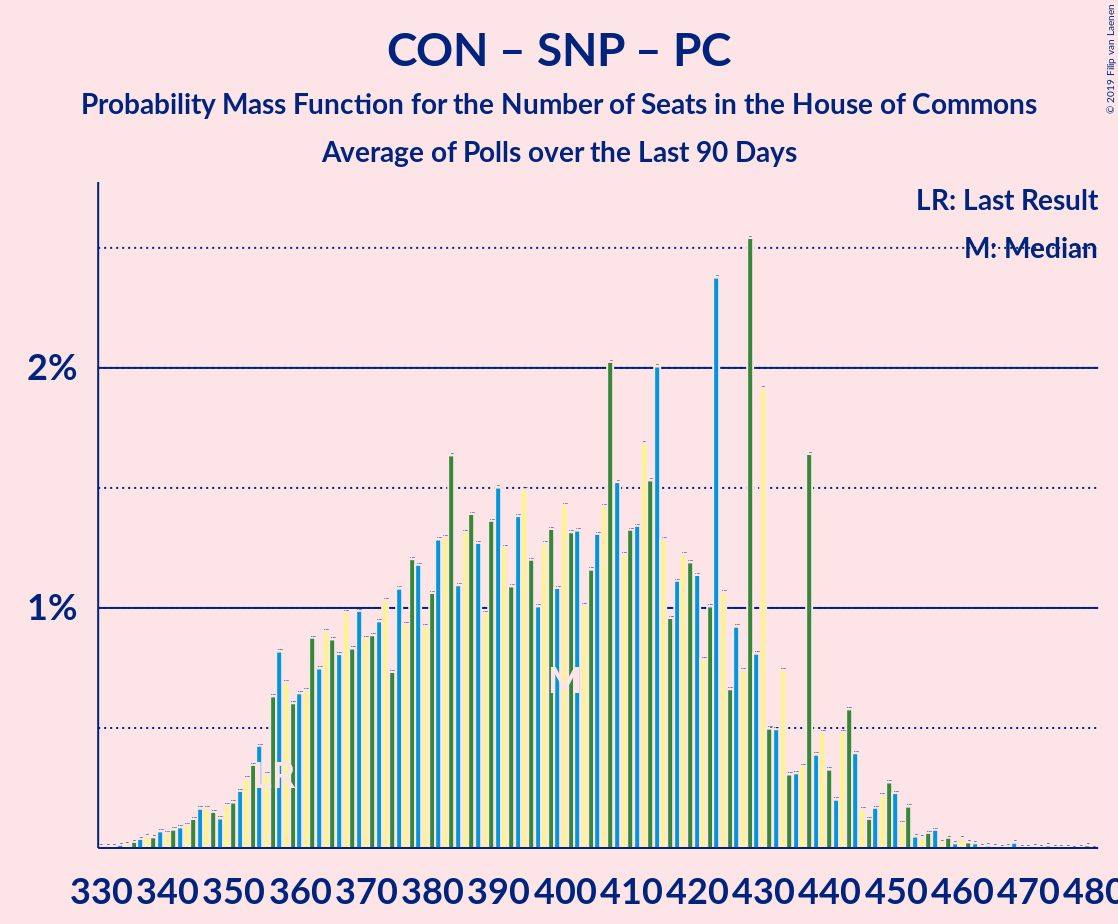 CON – SNP – PC
Probability Mass Function for the Number of Seats in the House of Commons
Average of Polls over the Last 90 Days
© 2019 Filip van Laenen
LR: Last Result
M: Median
2%
1%
LR
M
330 340 350 360 370 380 390 400 410 420 430 440 450 460 470 480